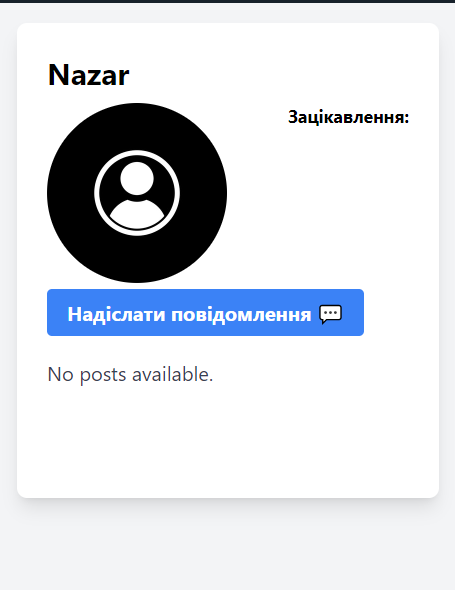 Nazar
Зацікавлення:
Надіслати повідомлення 💬
No posts available.